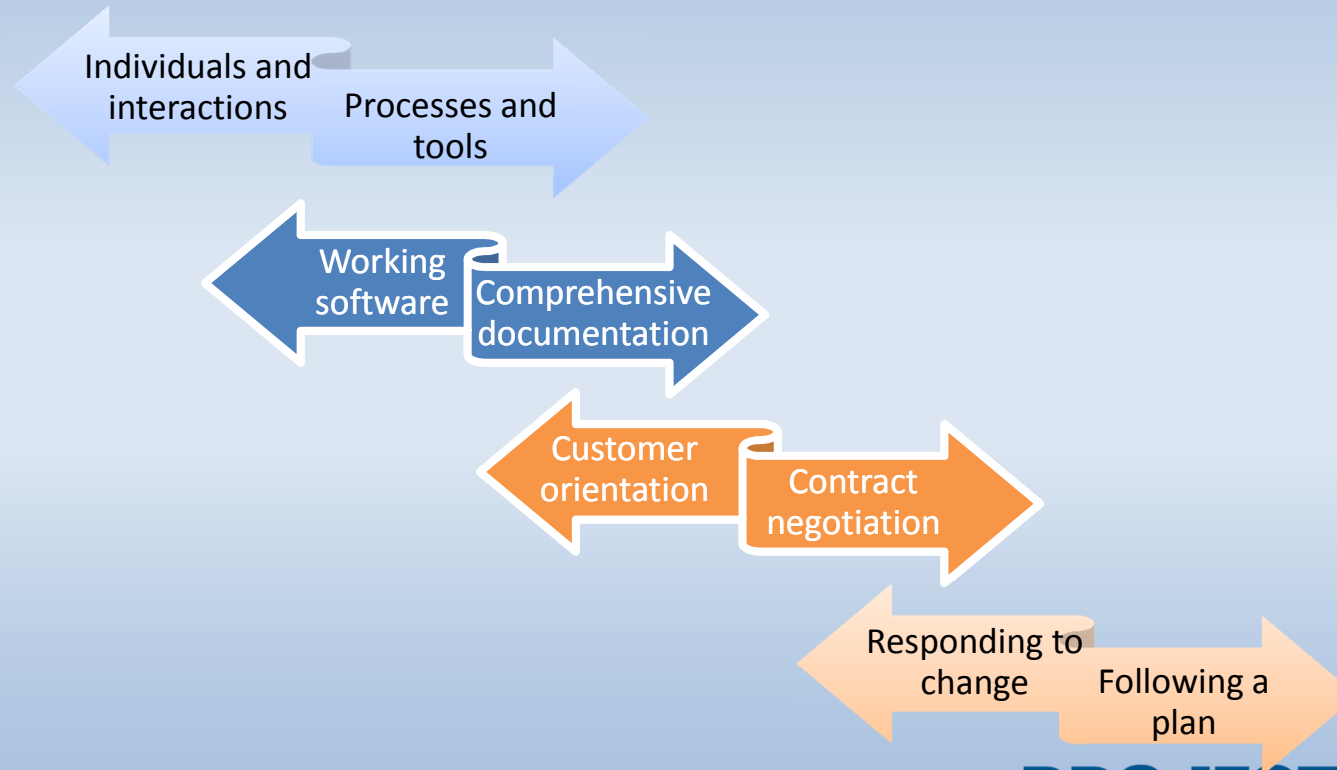 Individuals and
interactions
Processes and
tools
Working
software
Comprehensive
documentation
Customer
orientation
Contract
negotiation
Responding to
change
Following a
plan